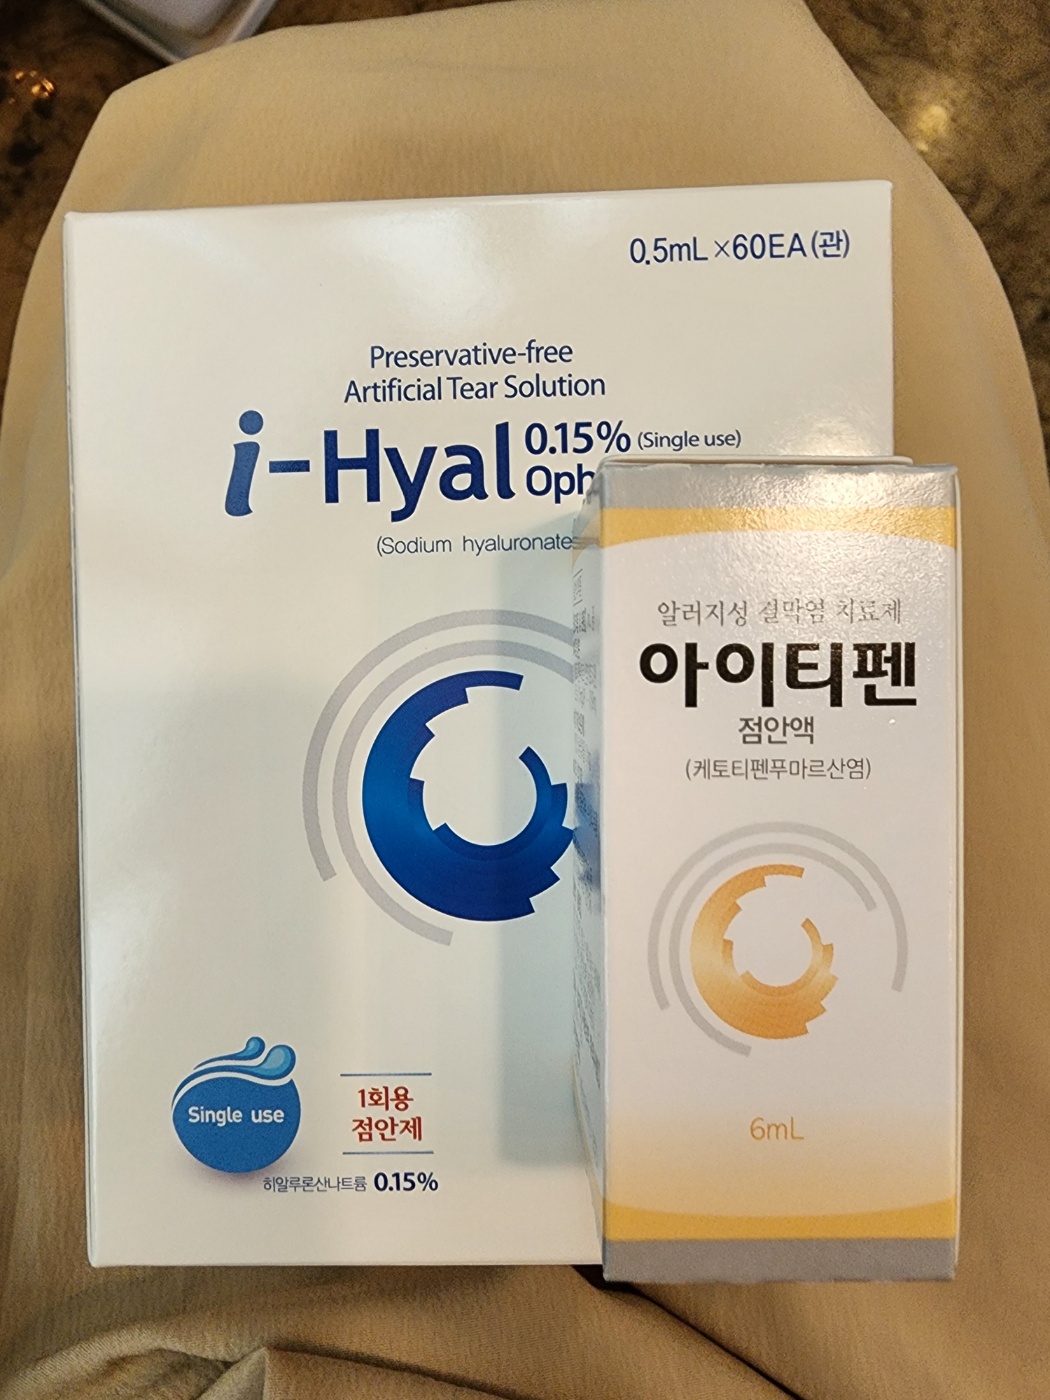 0.5mL×60EA(관)
Preservative-free
Artificial Tear Solution
i-Hyal 0.15% (Single use)
Oph
(Sodium hyaluronate
Single use
1회용
점안제
히알루론산나트륨 0.15%
알러지성 결막염 치료제
아이티펜
점안액
(케토티펜푸마르산염)
6mL